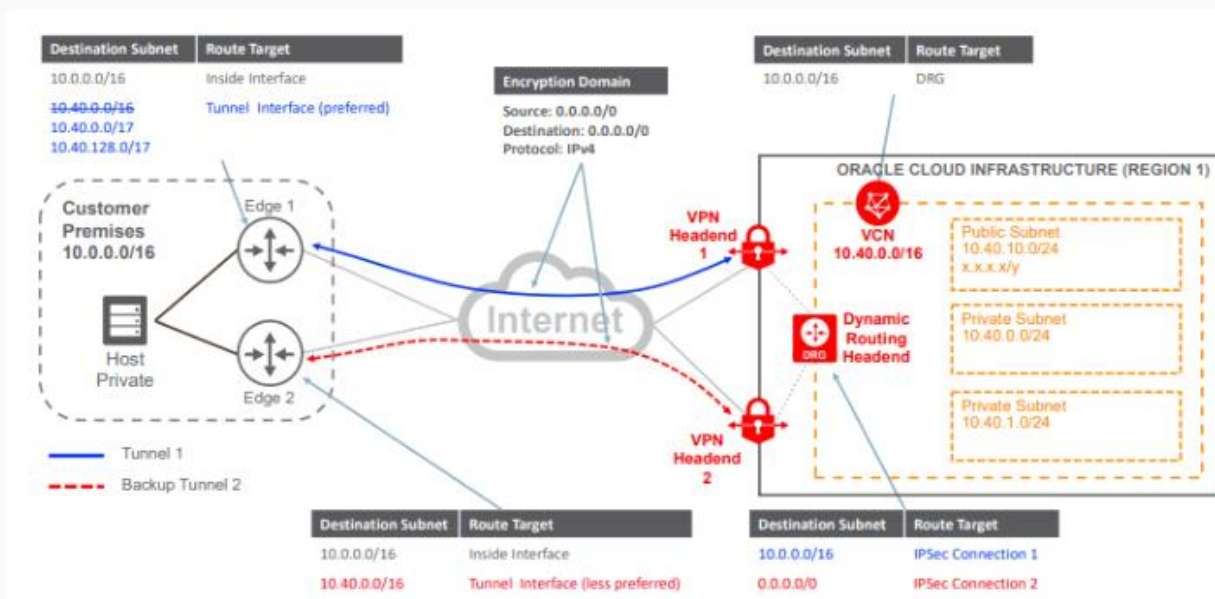 Destination Subnet Route Target
10.0.0.0/16 Inside Interface
10.40.0.0/16 Tunnel Interface (preferred)
10.40.0.0/17
10.40.128.0/17
Encryption Domain
Source: 0.0.0.0/0
Destination: 0.0.0.0/0
Protocol: IPv4
Destination Subnet Route Target
10.0.0.0/16 DRG
ORACLE CLOUD INFRASTRUCTURE (REGION 1)
Customer
Premises
10.0.0.0/16
Edge 1
Host
Private
Edge 2
Internet
VPN
Headend
1
VCN
10.40.0.0/16
Public Subnet
10.40.10.0/24
x.x.x.x/y
Dynamic
Routing
Headend
DRG
Private Subnet
10.40.0.0/24
Private Subnet
10.40.1.0/24
VPN
Headend
2
Tunnel 1
Backup Tunnel 2
Destination Subnet Route Target
10.0.0.0/16 Inside Interface
10.40.0.0/16 Tunnel Interface (less preferred)
Destination Subnet Route Target
10.0.0.0/16 IPSec Connection 1
0.0.0.0/0 IPSec Connection 2